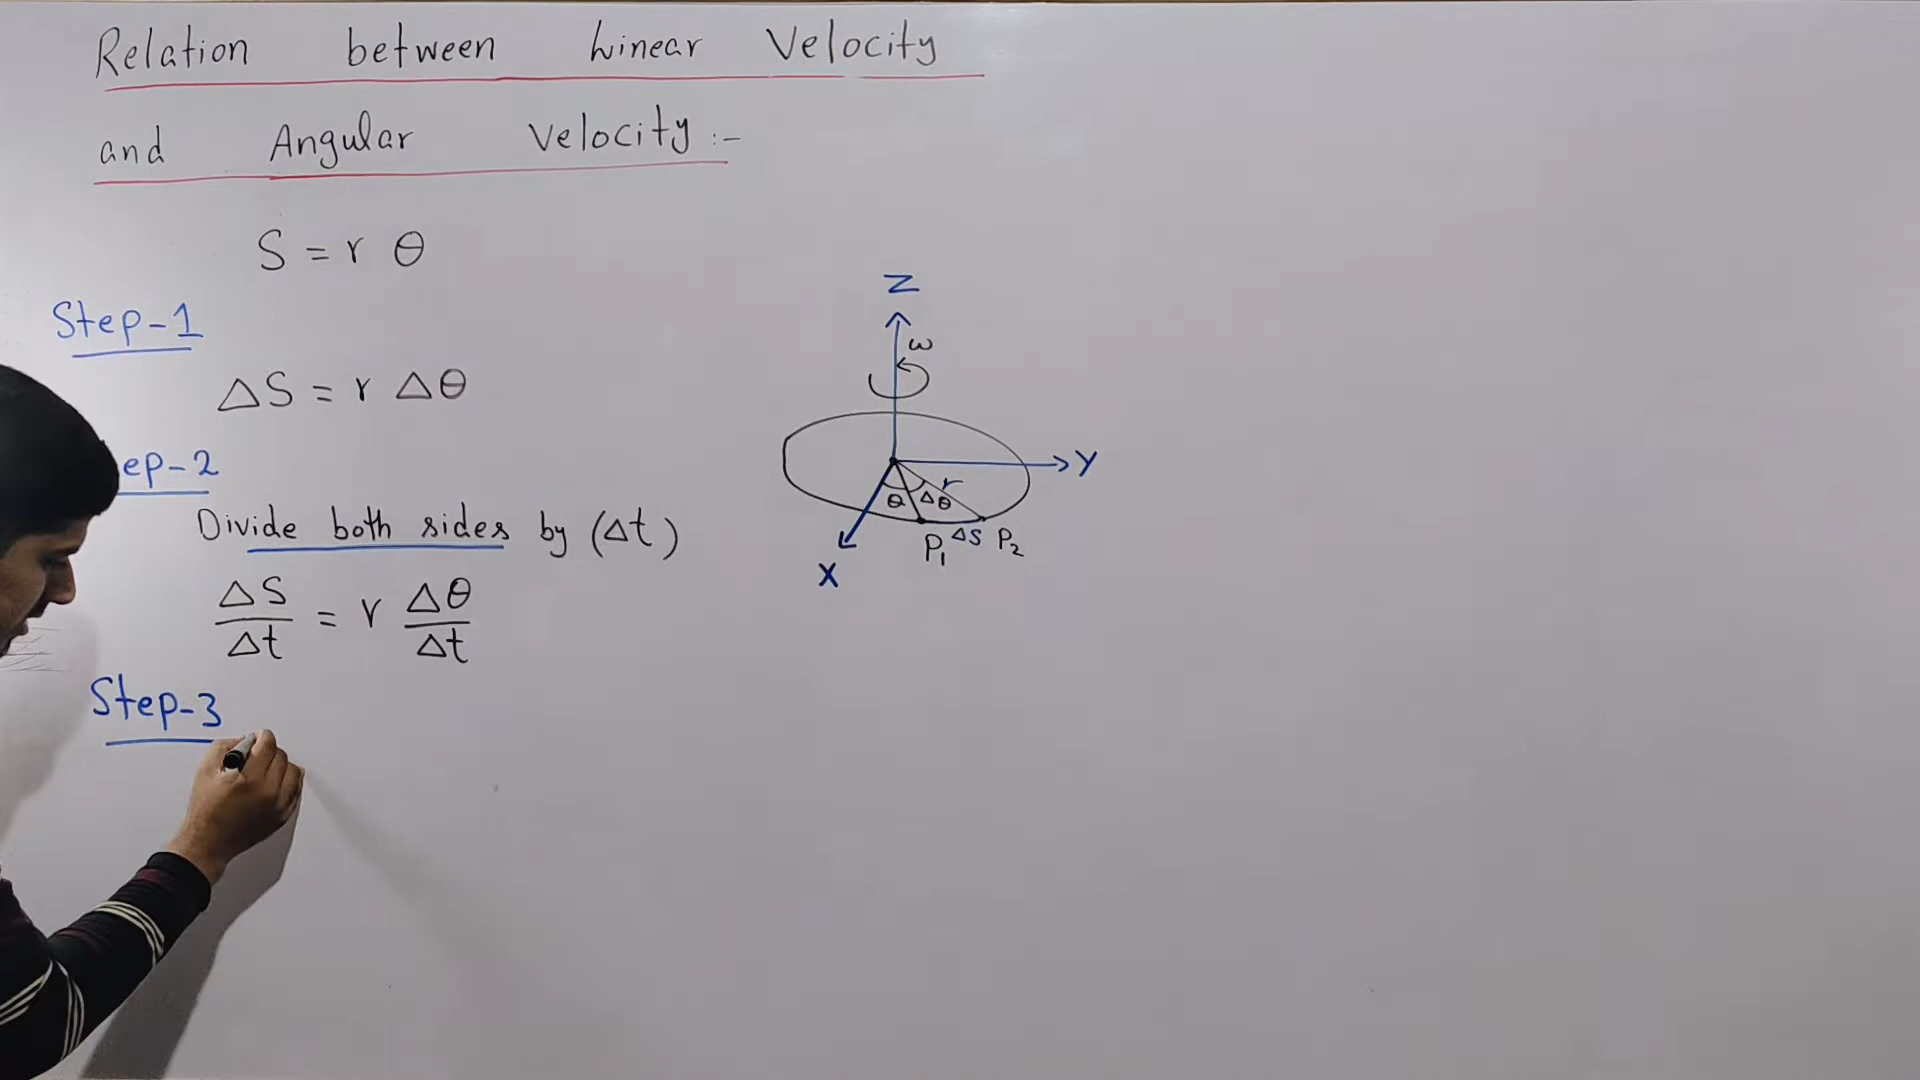 Relation between Linear Velocity
and Angular Velocity :-
S = r θ
Step-1
ΔS = r Δθ
ep-2
Divide both sides by (Δt)
ΔS/Δt = r Δθ/Δt
Step-3
Z
ω
Y
r
θ Δθ
P₁ ΔS P₂
X